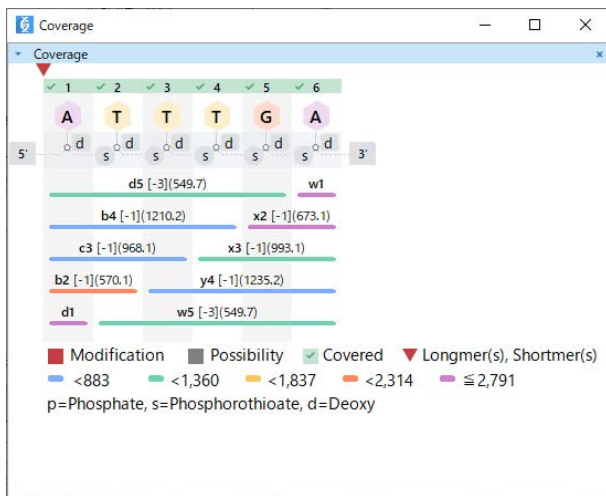 Coverage
Coverage
1 2 3 4 5 6
A T T T G A
d d d d d d
5' s s s s s 3'
d5 [-3](549.7) w1
b4 [-1](1210.2) x2 [-1](673.1)
c3 [-1](968.1) x3 [-1](993.1)
b2 [-1](570.1) y4 [-1](1235.2)
d1 w5 [-3](549.7)
Modification Possibility Covered Longmer(s), Shortmer(s)
<883 <1,360 <1,837 <2,314 ≦2,791
p=Phosphate, s=Phosphorothioate, d=Deoxy